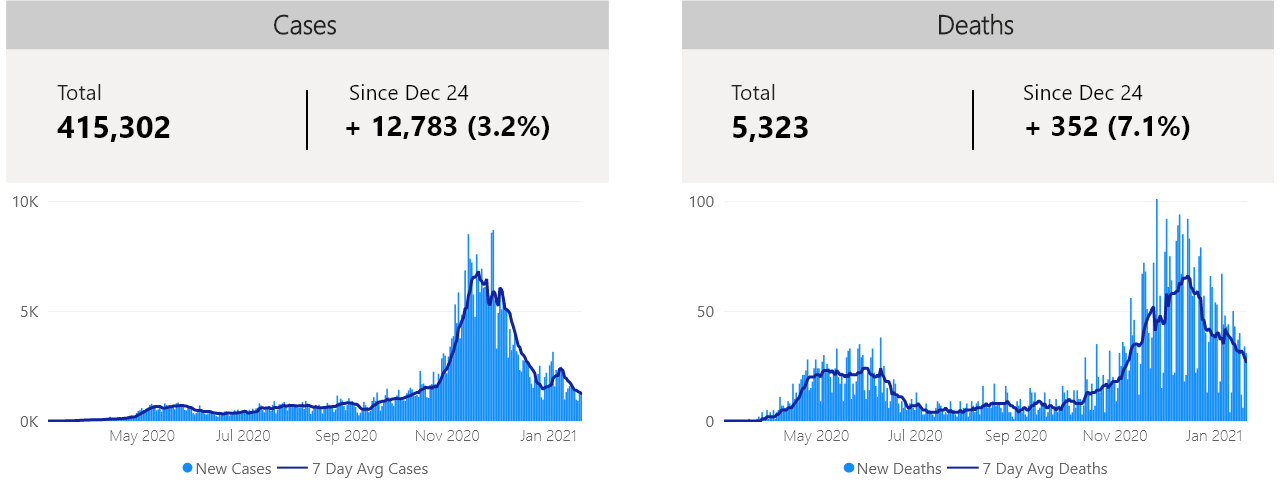 Cases
Total
415,302
Since Dec 24
+ 12,783 (3.2%)
10K
5K
0K
May 2020 Jul 2020 Sep 2020 Nov 2020 Jan 2021
New Cases 7 Day Avg Cases
Deaths
Total
5,323
Since Dec 24
+ 352 (7.1%)
100
50
0
May 2020 Jul 2020 Sep 2020 Nov 2020 Jan 2021
New Deaths 7 Day Avg Deaths